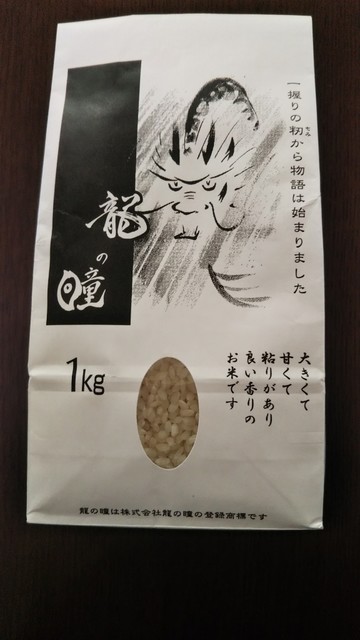 一握りの籾から物語は始まりました
もみ
龍の瞳
大きくて
甘くて
粘りがあり
良い香りの
お米です
1kg
龍の瞳は株式会社龍の瞳の登録商標です